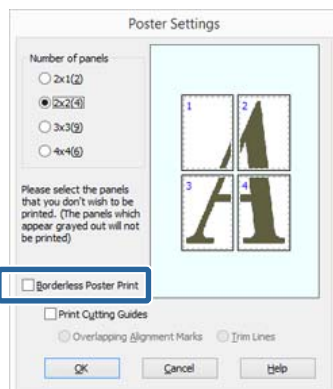 Poster Settings
Number of panels
2x1(2)
2x2(4)
3x3(9)
4x4(6)
1 2
3 4
A
Please select the panels
that you don't wish to be
printed. (The panels which
appear grayed out will not
be printed)
Borderless Poster Print
Print Cutting Guides
Overlapping Alignment Marks Trim Lines
OK Cancel Help